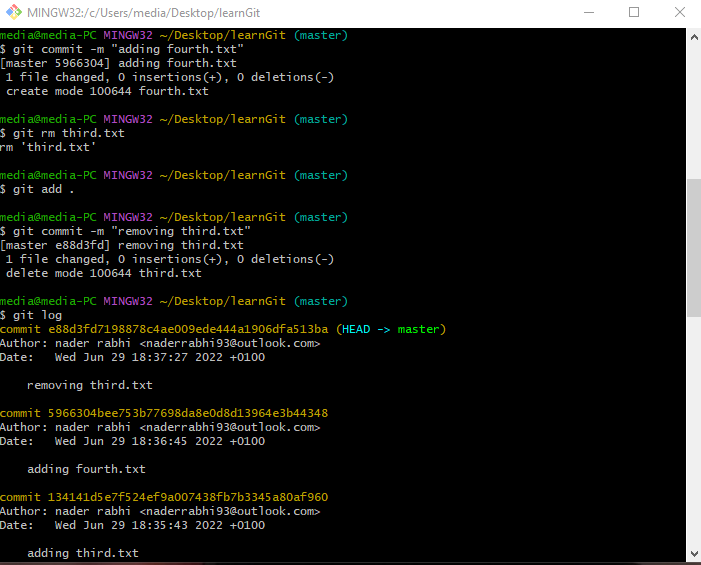 MINGW32:/c/Users/media/Desktop/learnGit
media@media-PC MINGW32 ~/Desktop/learnGit (master)
$ git commit -m "adding fourth.txt"
[master 5966304] adding fourth.txt
 1 file changed, 0 insertions(+), 0 deletions(-)
 create mode 100644 fourth.txt
media@media-PC MINGW32 ~/Desktop/learnGit (master)
$ git rm third.txt
rm 'third.txt'
media@media-PC MINGW32 ~/Desktop/learnGit (master)
$ git add .
media@media-PC MINGW32 ~/Desktop/learnGit (master)
$ git commit -m "removing third.txt"
[master e88d3fd] removing third.txt
 1 file changed, 0 insertions(+), 0 deletions(-)
 delete mode 100644 third.txt
media@media-PC MINGW32 ~/Desktop/learnGit (master)
$ git log
commit e88d3fd7198878c4ae009ede444a1906dfa513ba (HEAD -> master)
Author: nader rabhi <naderrabhi93@outlook.com>
Date:   Wed Jun 29 18:37:27 2022 +0100
    removing third.txt
commit 5966304bee753b77698da8e0d8d13964e3b44348
Author: nader rabhi <naderrabhi93@outlook.com>
Date:   Wed Jun 29 18:36:45 2022 +0100
    adding fourth.txt
commit 134141d5e7f524ef9a007438fb7b3345a80af960
Author: nader rabhi <naderrabhi93@outlook.com>
Date:   Wed Jun 29 18:35:43 2022 +0100
    adding third.txt